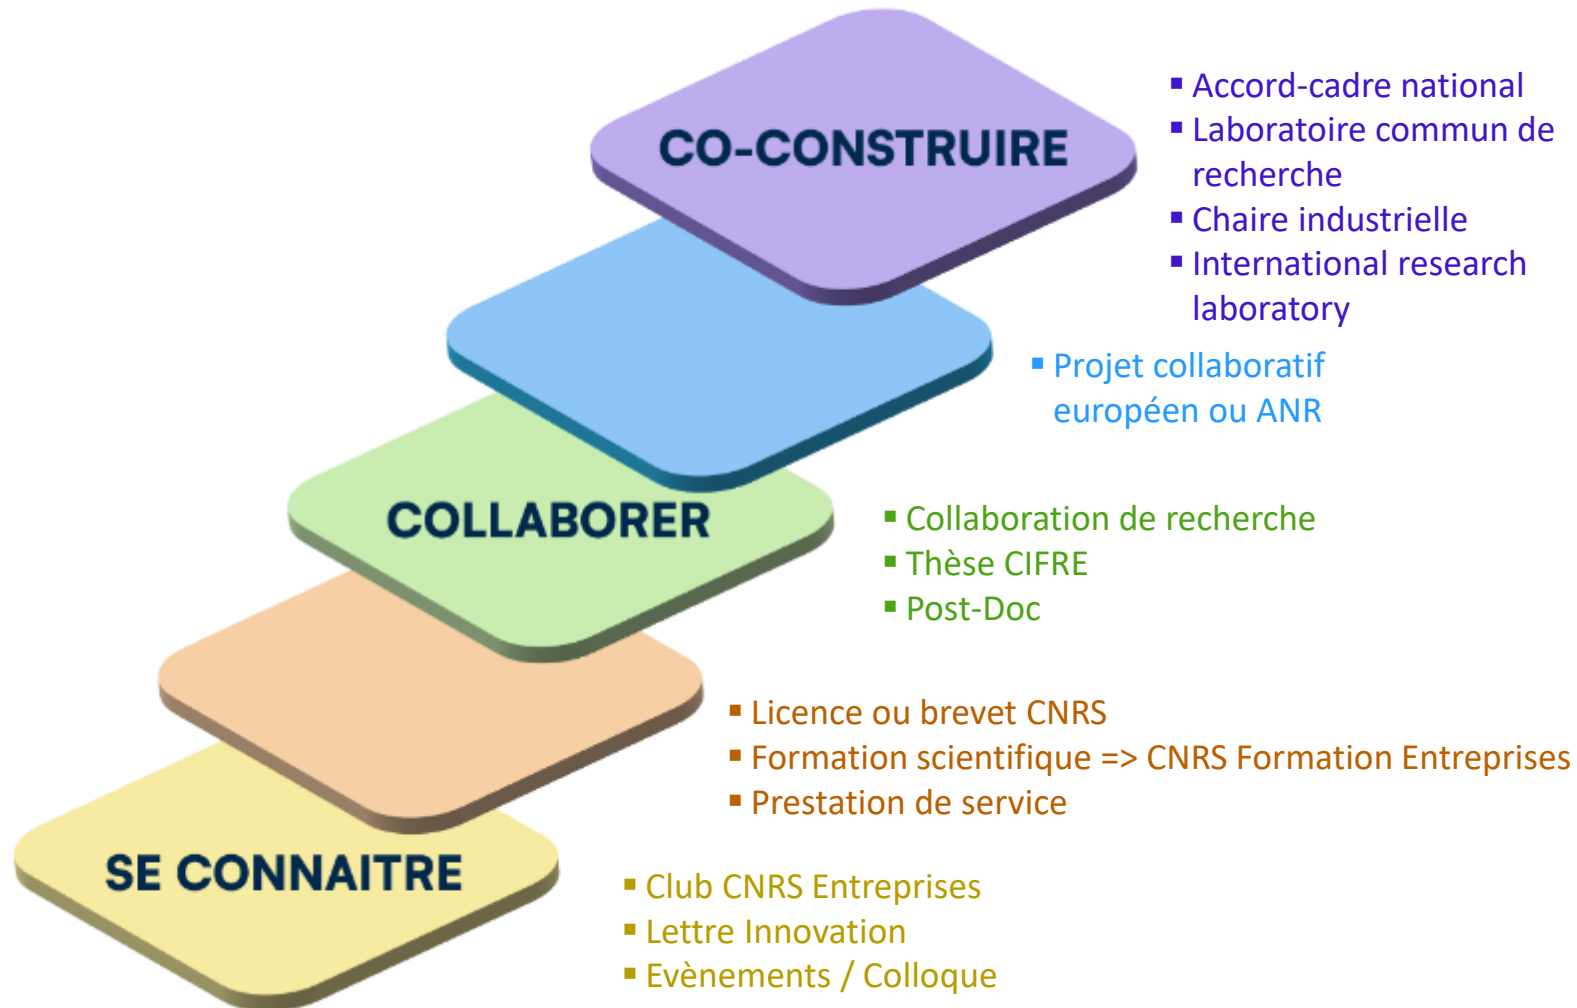 CO-CONSTRUIRE
▪ Accord-cadre national
▪ Laboratoire commun de
recherche
▪ Chaire industrielle
▪ International research
laboratory
▪ Projet collaboratif
européen ou ANR
COLLABORER
▪ Collaboration de recherche
▪ Thèse CIFRE
▪ Post-Doc
▪ Licence ou brevet CNRS
▪ Formation scientifique => CNRS Formation Entreprises
▪ Prestation de service
SE CONNAITRE
▪ Club CNRS Entreprises
▪ Lettre Innovation
▪ Evènements / Colloque